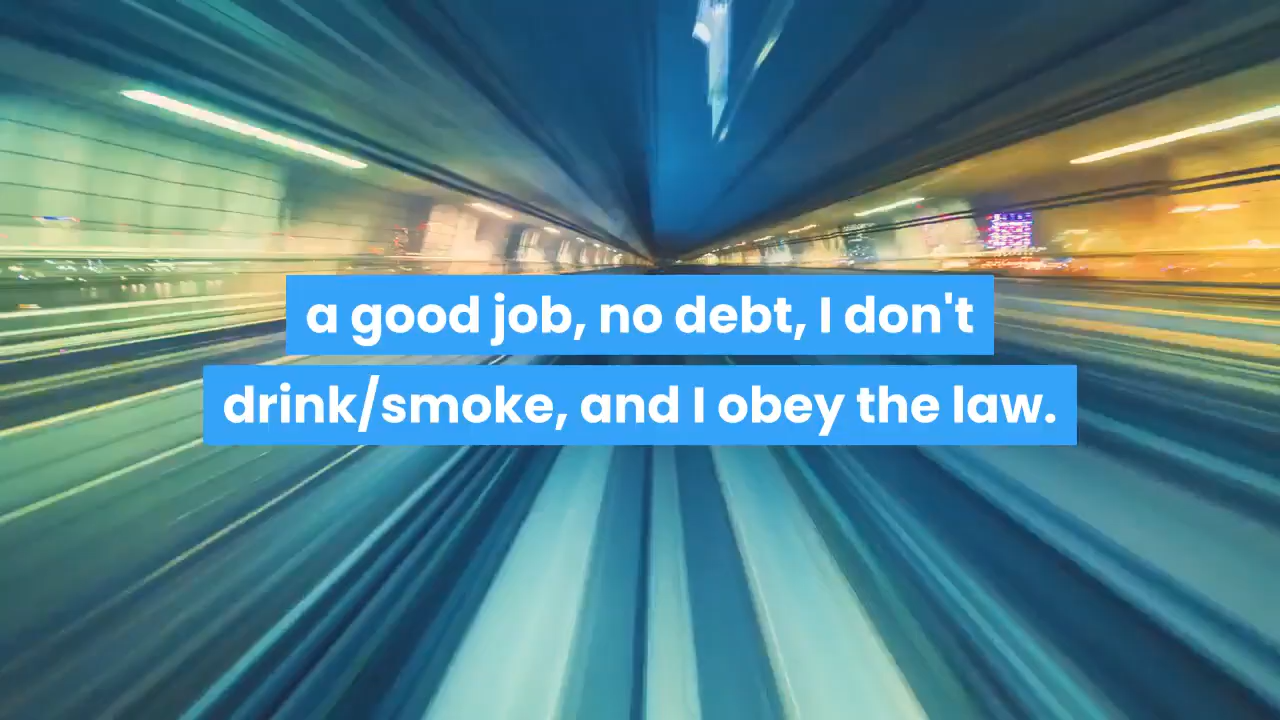 a good job, no debt, I don't
drink/smoke, and I obey the law.